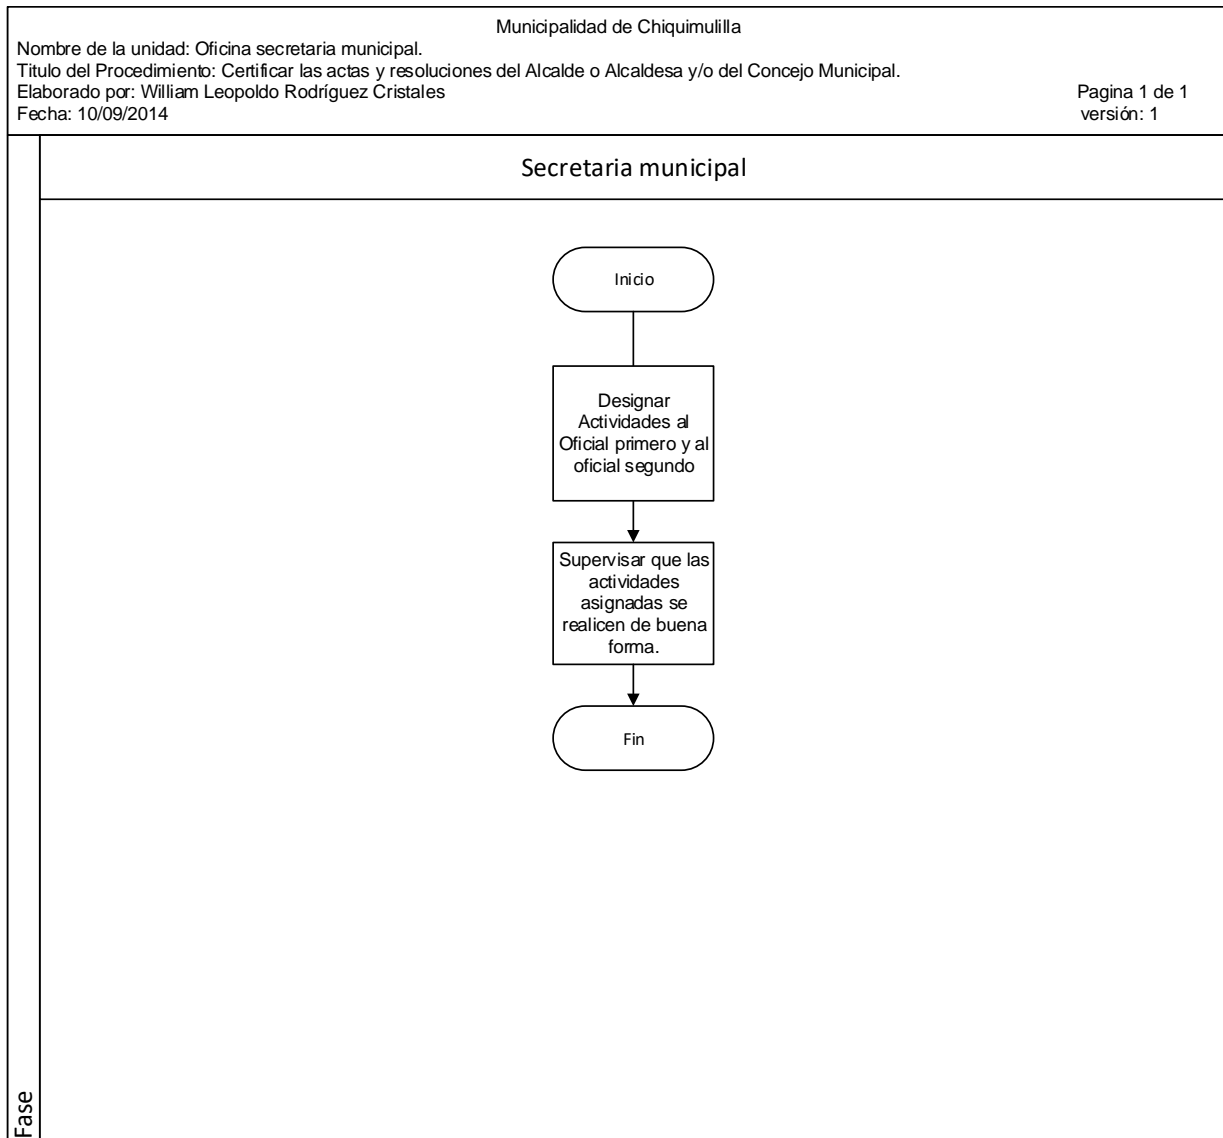 Municipalidad de Chiquimulilla
Nombre de la unidad: Oficina secretaria municipal.
Titulo del Procedimiento: Certificar las actas y resoluciones del Alcalde o Alcaldesa y/o del Concejo Municipal.
Elaborado por: William Leopoldo Rodríguez Cristales
Pagina 1 de 1
Fecha: 10/09/2014
versión: 1
Secretaria municipal
Inicio
Designar
Actividades al
Oficial primero y al
oficial segundo
Supervisar que las
actividades
asignadas se
realicen de buena
forma.
Fin
Fase